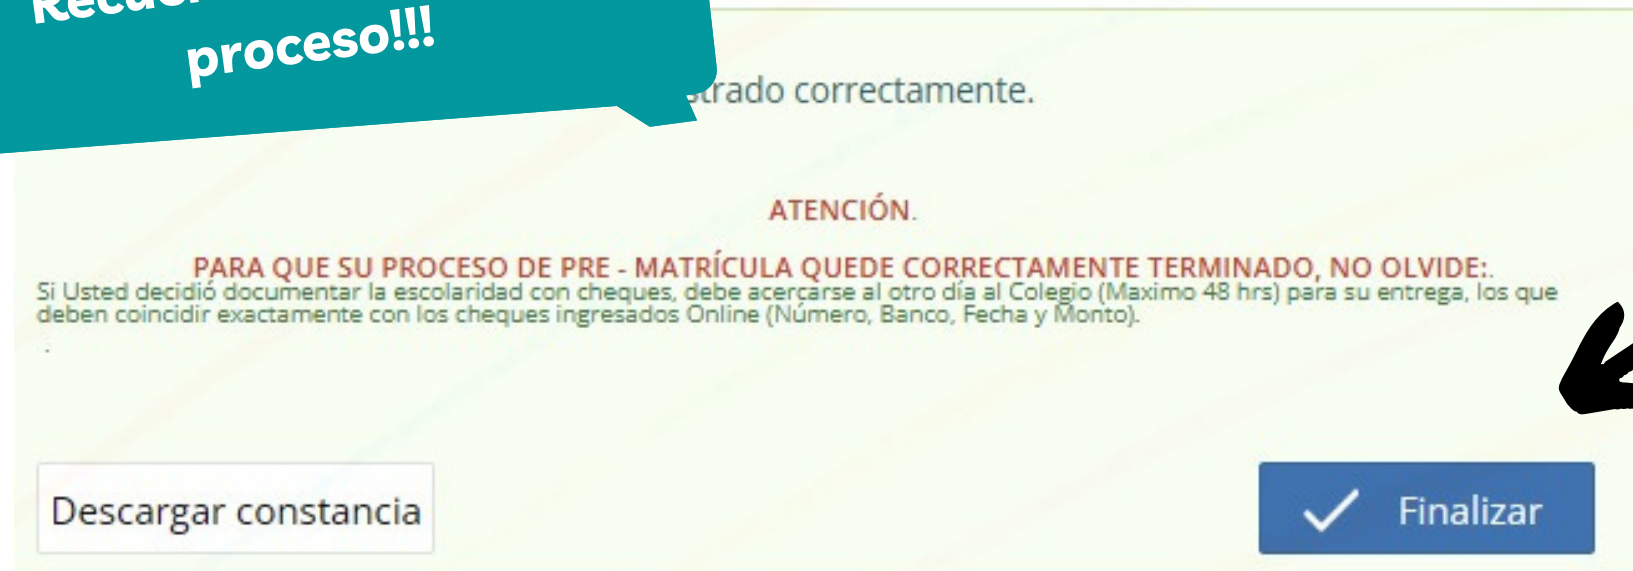 proceso!!!
correctamente.
ATENCIÓN.
PARA QUE SU PROCESO DE PRE - MATRÍCULA QUEDE CORRECTAMENTE TERMINADO, NO OLVIDE:.
Si Usted decidió documentar la escolaridad con cheques, debe acercarse al otro día al Colegio (Maximo 48 hrs) para su entrega, los que
deben coincidir exactamente con los cheques ingresados Online (Número, Banco, Fecha y Monto).
.
Descargar constancia
Finalizar